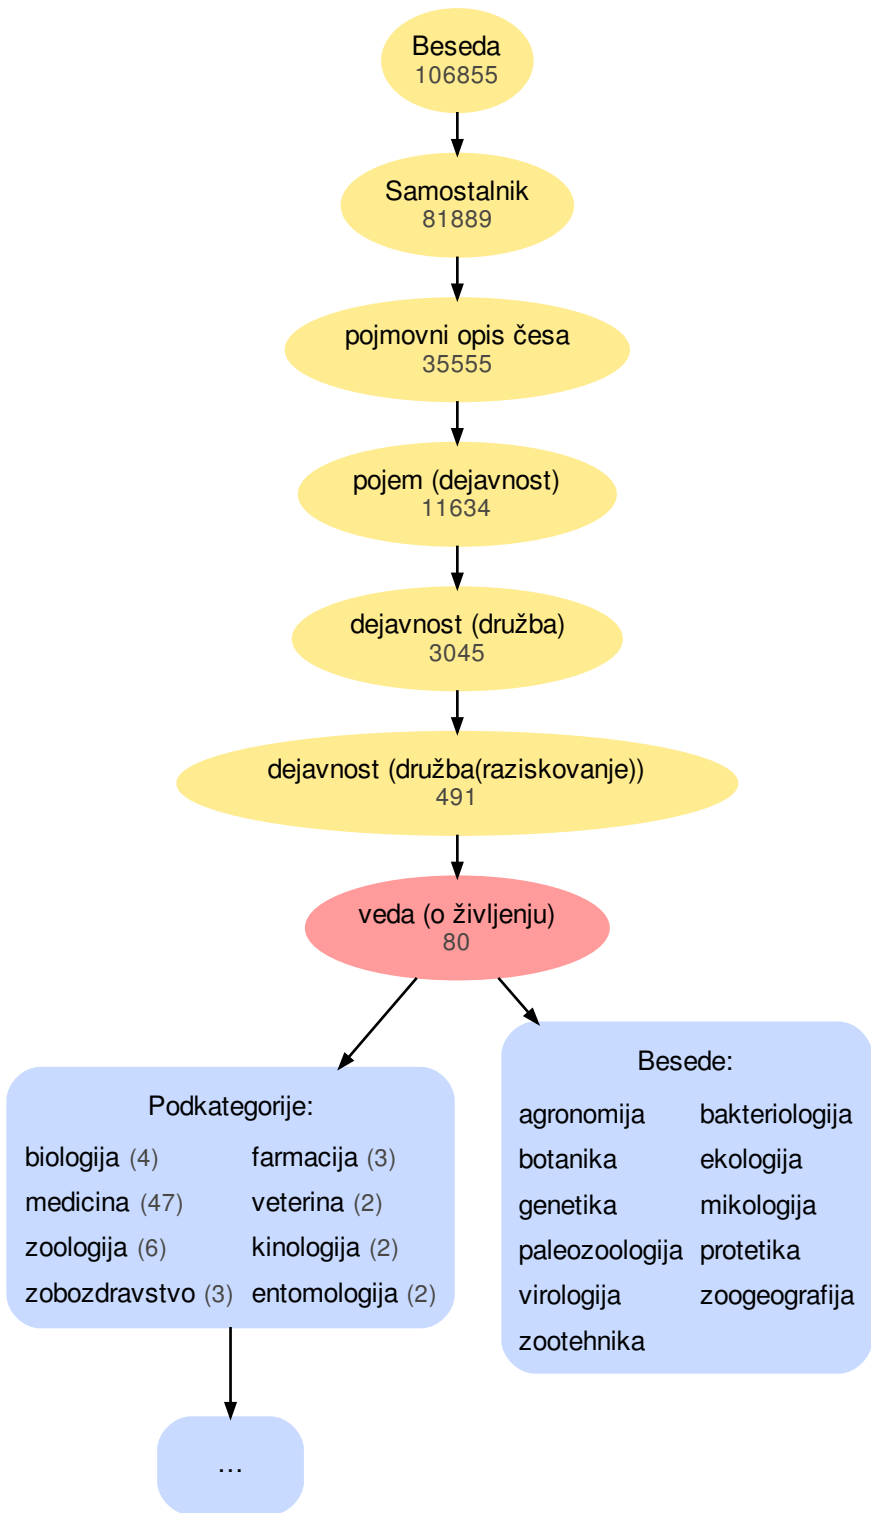 Beseda
106855
Samostalnik
81889
pojmovni opis česa
35555
pojem (dejavnost)
11634
dejavnost (družba)
3045
dejavnost (družba(raziskovanje))
491
veda (o življenju)
80
Podkategorije:
biologija (4) farmacija (3)
medicina (47) veterina (2)
zoologija (6) kinologija (2)
zobozdravstvo (3) entomologija (2)
...
Besede:
agronomija bakteriologija
botanika ekologija
genetika mikologija
paleozoologija protetika
virologija zoogeografija
zootehnika